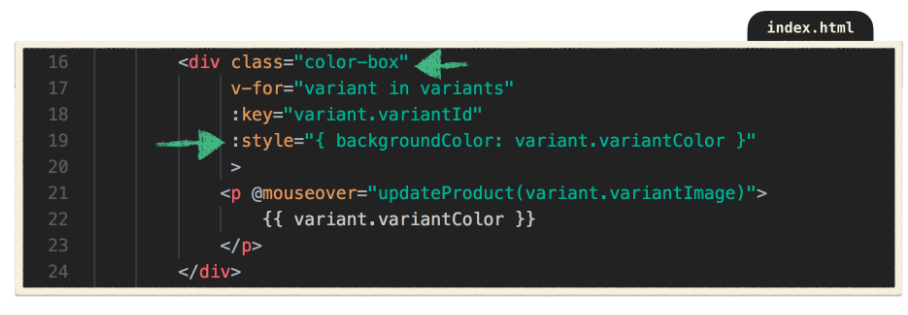 index.html
16 <div class="color-box"
17 v-for="variant in variants"
18 :key="variant.variantId"
19 :style="{ backgroundColor: variant.variantColor }"
20 >
21 <p @mouseover="updateProduct(variant.variantImage)">
22 {{ variant.variantColor }}
23 </p>
24 </div>